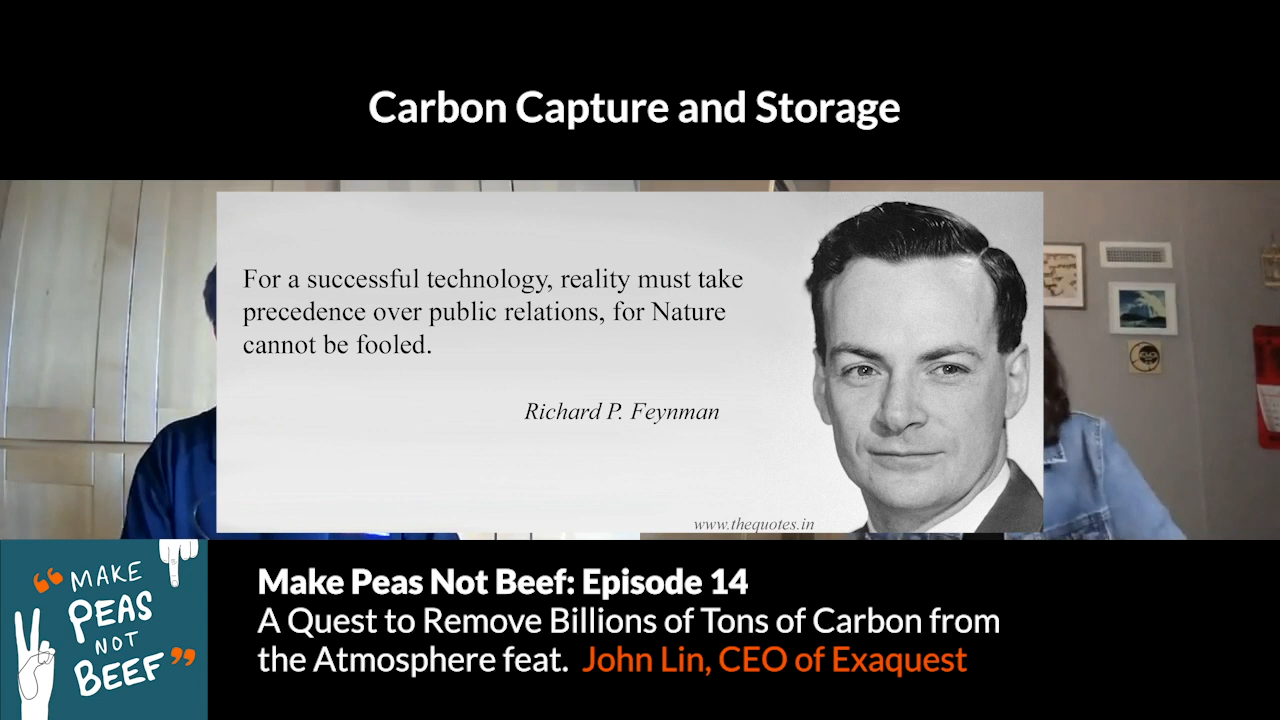 Carbon Capture and Storage
For a successful technology, reality must take
precedence over public relations, for Nature
cannot be fooled.
Richard P. Feynman
www.thequotes.in
“MAKE
PEAS
NOT
BEEF”
Make Peas Not Beef: Episode 14
A Quest to Remove Billions of Tons of Carbon from
the Atmosphere feat. John Lin, CEO of Exaquest